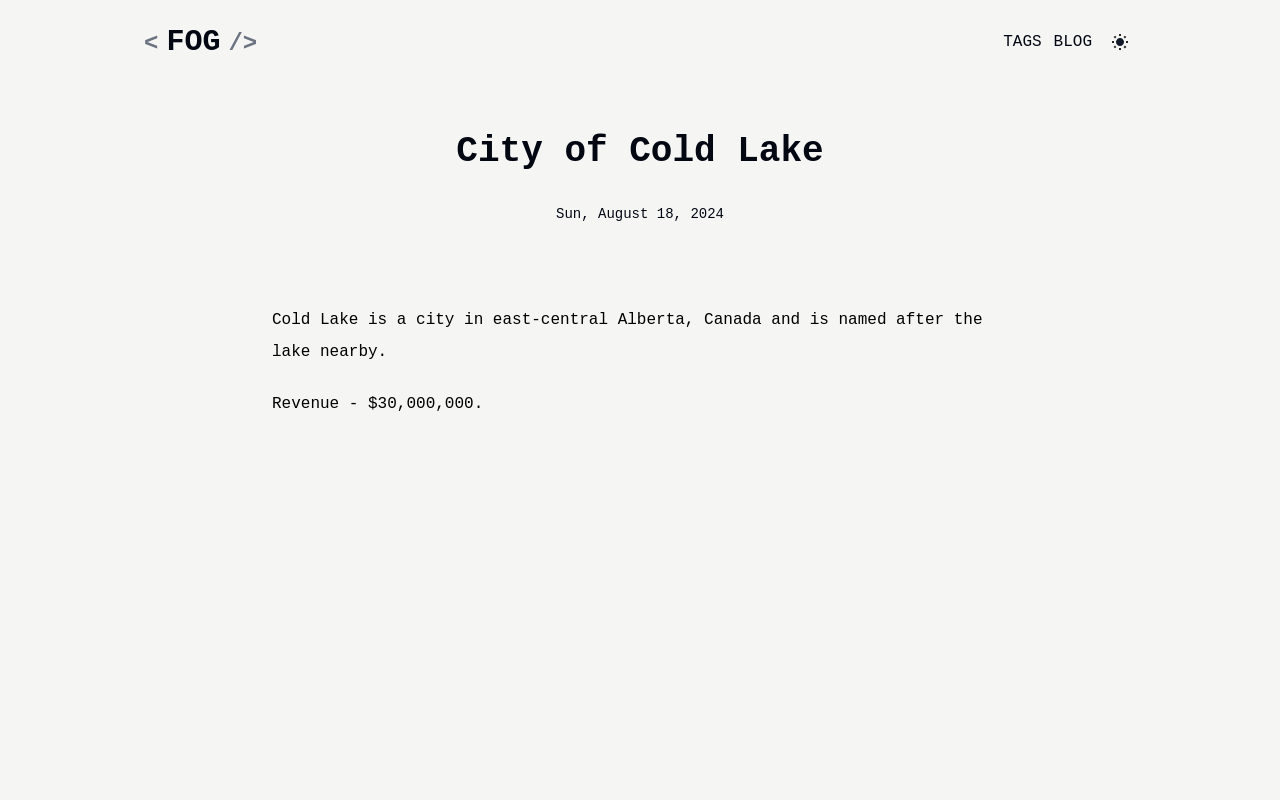 < FOG />
TAGS BLOG
City of Cold Lake
Sun, August 18, 2024
Cold Lake is a city in east-central Alberta, Canada and is named after the
lake nearby.
Revenue - $30,000,000.